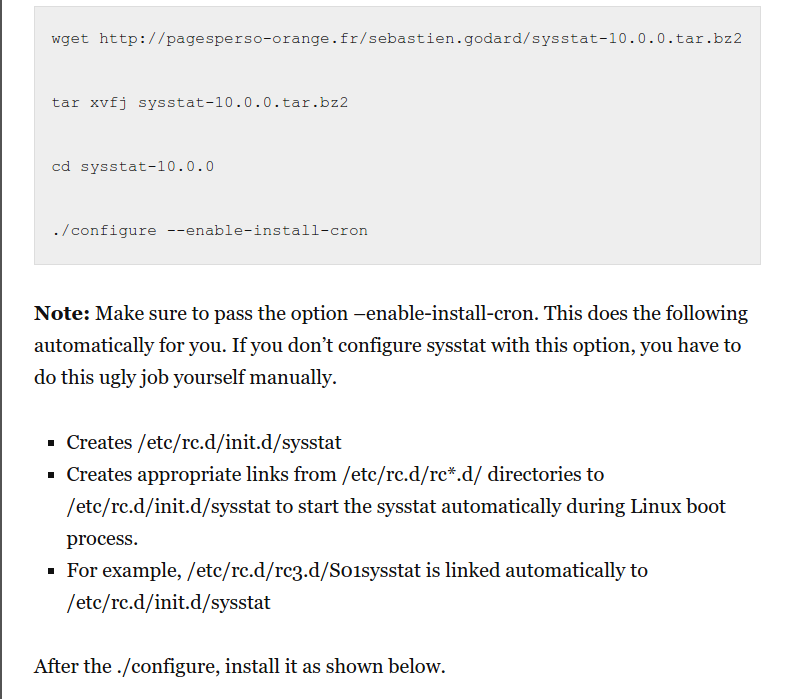 wget http://pagesperso-orange.fr/sebastien.godard/sysstat-10.0.0.tar.bz2
tar xvfj sysstat-10.0.0.tar.bz2
cd sysstat-10.0.0
./configure --enable-install-cron
Note: Make sure to pass the option –enable-install-cron. This does the following
automatically for you. If you don’t configure sysstat with this option, you have to
do this ugly job yourself manually.
▪ Creates /etc/rc.d/init.d/sysstat
▪ Creates appropriate links from /etc/rc.d/rc*.d/ directories to
/etc/rc.d/init.d/sysstat to start the sysstat automatically during Linux boot
process.
▪ For example, /etc/rc.d/rc3.d/S01sysstat is linked automatically to
/etc/rc.d/init.d/sysstat
After the ./configure, install it as shown below.